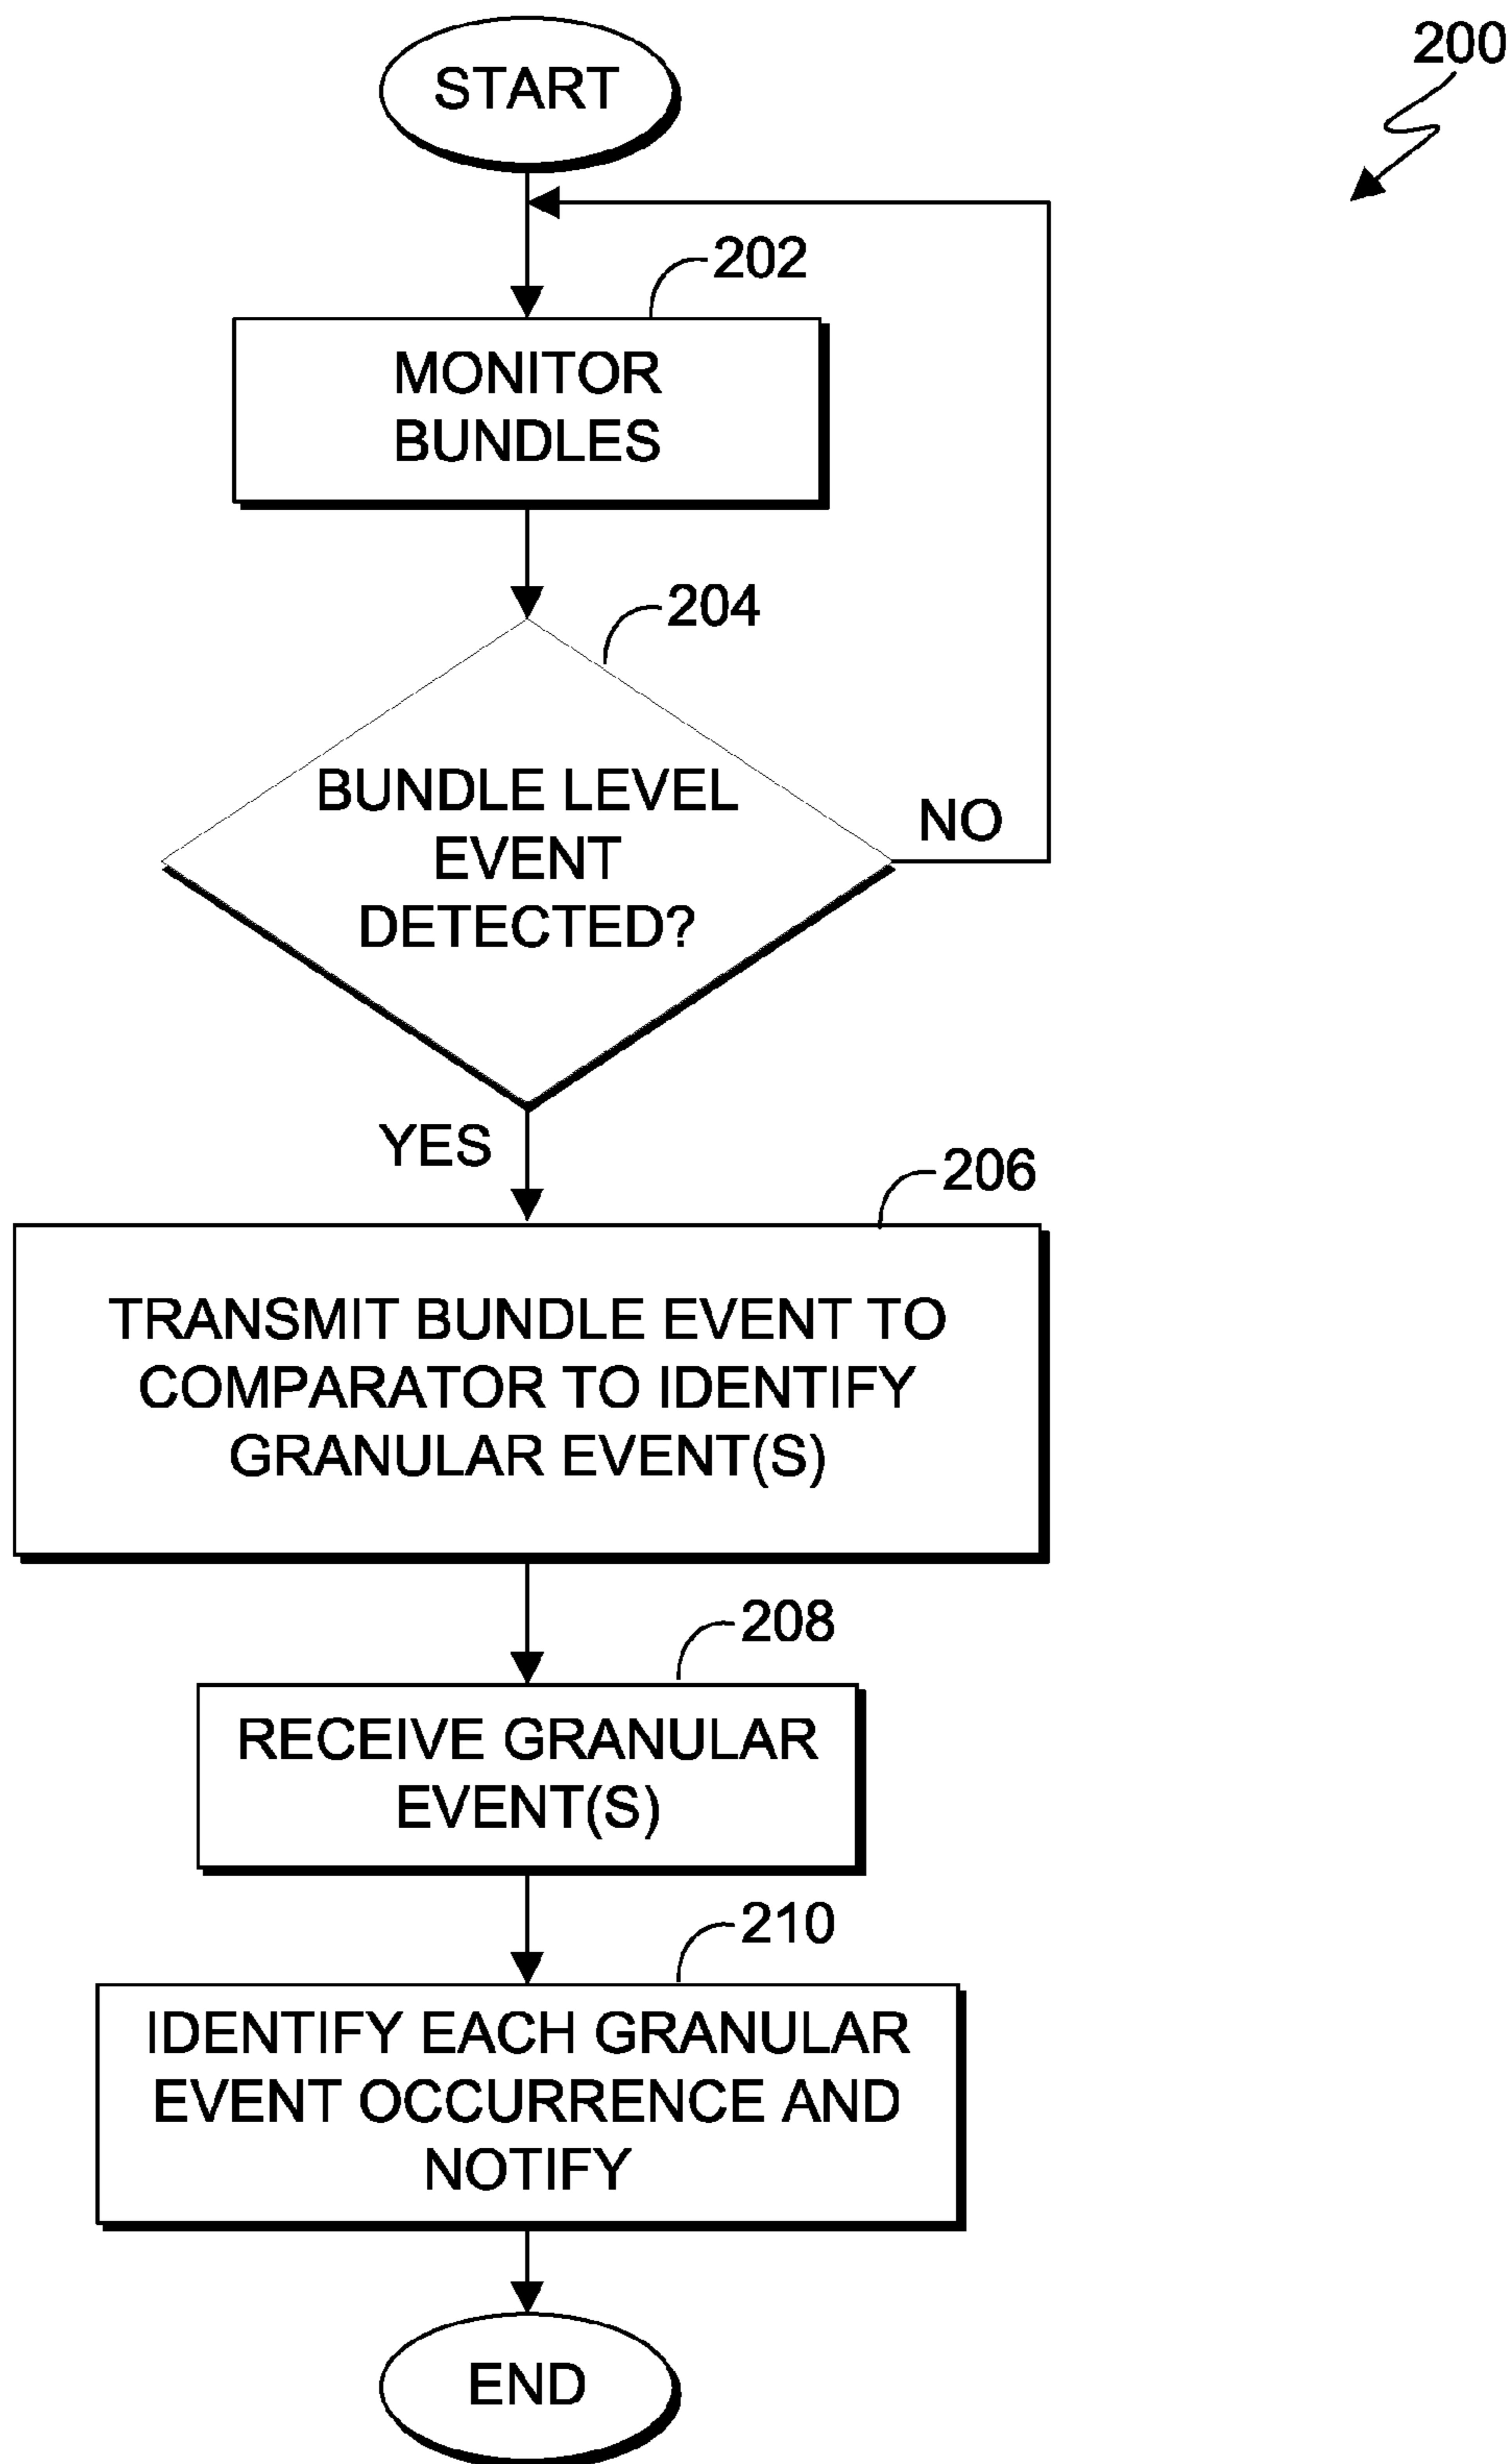 START
200
202
MONITOR
BUNDLES
204
BUNDLE LEVEL
EVENT
DETECTED?
NO
YES
206
TRANSMIT BUNDLE EVENT TO
COMPARATOR TO IDENTIFY
GRANULAR EVENT(S)
208
RECEIVE GRANULAR
EVENT(S)
210
IDENTIFY EACH GRANULAR
EVENT OCCURRENCE AND
NOTIFY
END